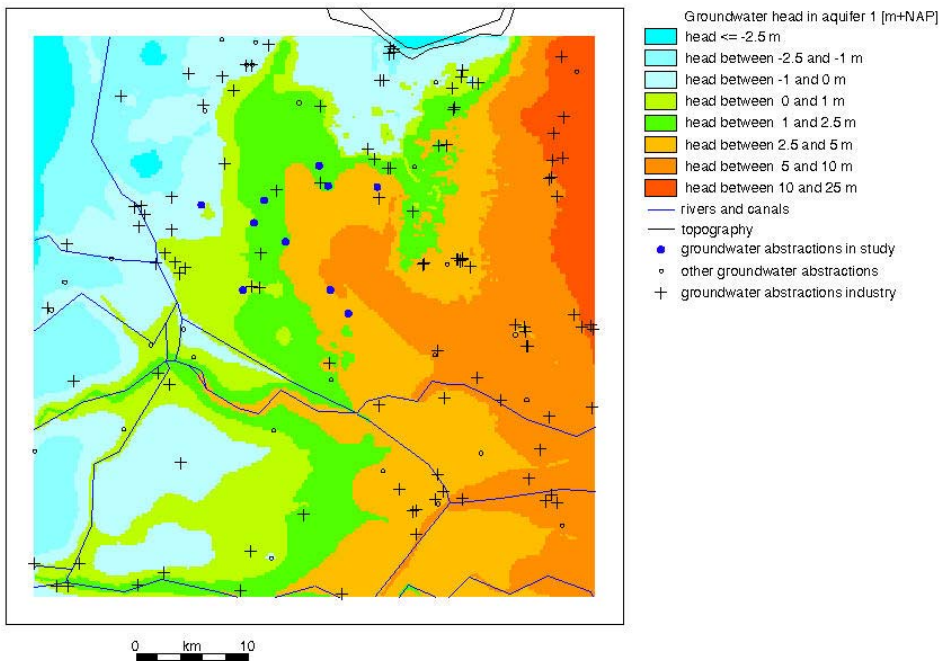 Groundwater head in aquifer 1 [m+NAP]
head <= -2.5 m
head between -2.5 and -1 m
head between -1 and 0 m
head between 0 and 1 m
head between 1 and 2.5 m
head between 2.5 and 5 m
head between 5 and 10 m
head between 10 and 25 m
rivers and canals
topography
groundwater abstractions in study
other groundwater abstractions
groundwater abstractions industry
0 km 10